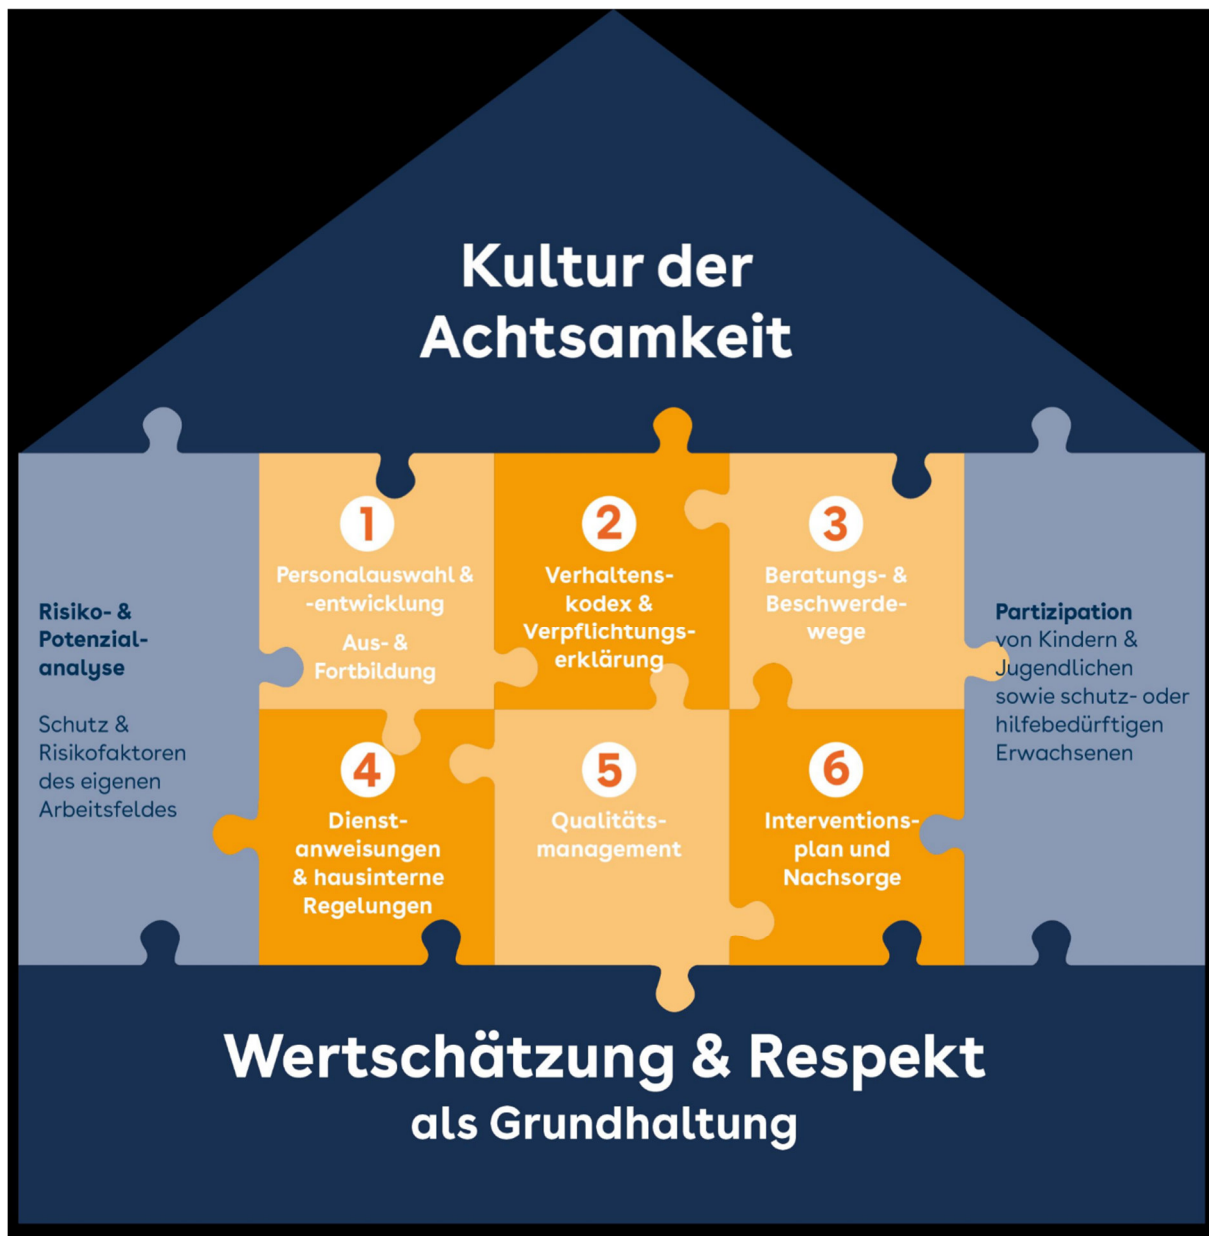 Kultur der
Achtsamkeit
Risiko- &
Potenzial-
analyse
Schutz &
Risikofaktoren
des eigenen
Arbeitsfeldes
1
Personalauswahl &
-entwicklung
Aus- &
Fortbildung
2
Verhaltens-
kodex &
Verpflichtungs-
erklärung
3
Beratungs- &
Beschwerde-
wege
4
Dienst-
anweisungen
& hausinterne
Regelungen
5
Qualitäts-
management
6
Interventions-
plan und
Nachsorge
Partizipation
von Kindern &
Jugendlichen
sowie schutz- oder
hilfebedürftigen
Erwachsenen
Wertschätzung & Respekt
als Grundhaltung